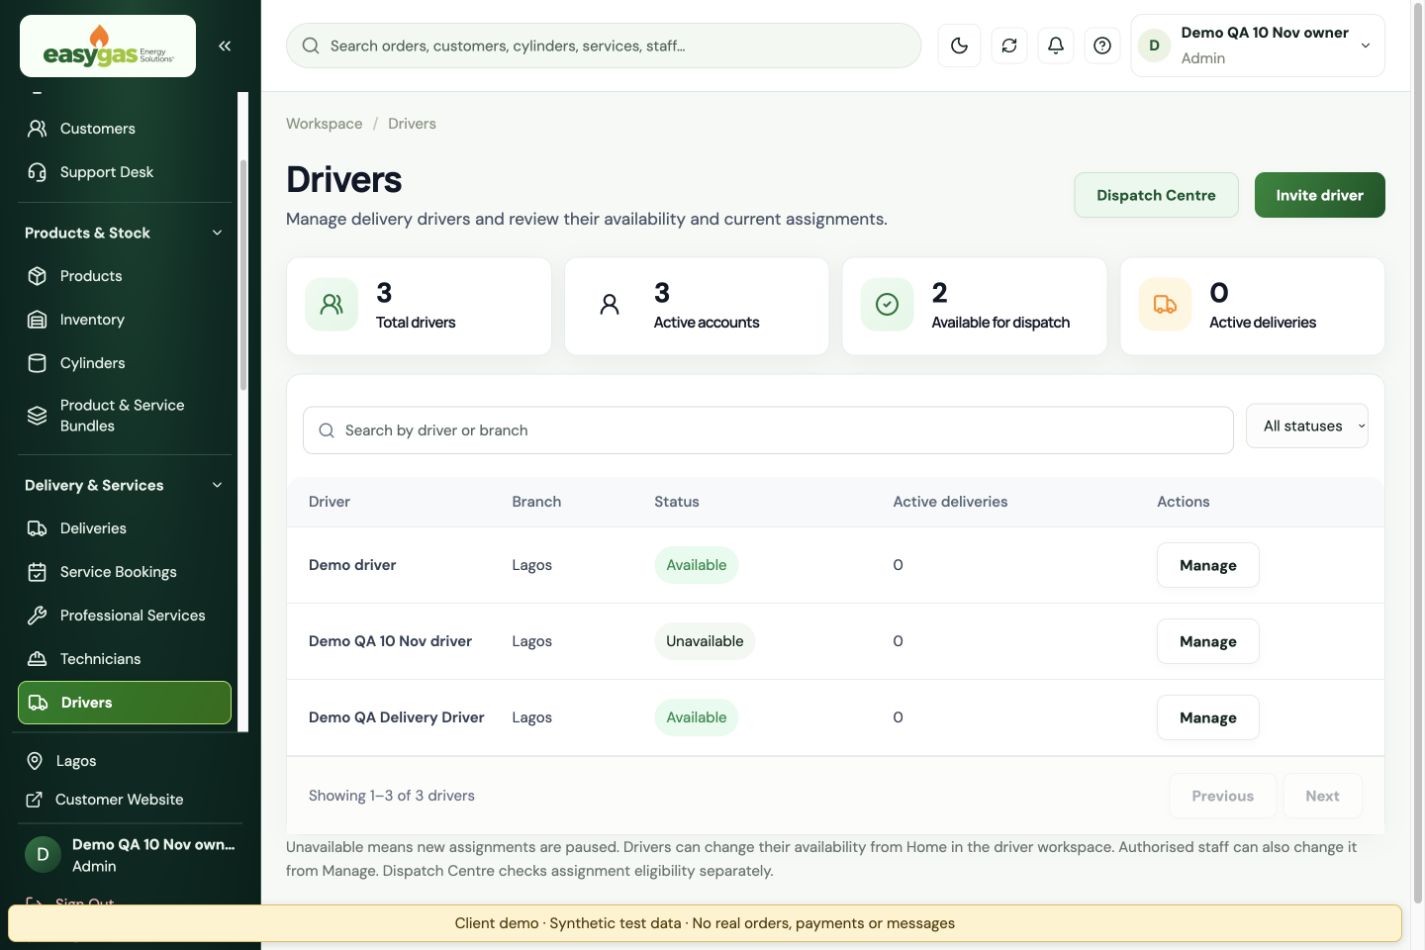 easygas Energy Solutions
Search orders, customers, cylinders, services, staff...
D
Demo QA 10 Nov owner
Admin
Customers
Support Desk
Products & Stock
Products
Inventory
Cylinders
Product & Service
Bundles
Delivery & Services
Deliveries
Service Bookings
Professional Services
Technicians
Drivers
Lagos
Customer Website
D
Demo QA 10 Nov own...
Admin
Sign Out
Workspace / Drivers
Drivers
Manage delivery drivers and review their availability and current assignments.
Dispatch Centre
Invite driver
3
Total drivers
3
Active accounts
2
Available for dispatch
0
Active deliveries
Search by driver or branch
All statuses
Driver Branch Status Active deliveries Actions
Demo driver Lagos Available 0 Manage
Demo QA 10 Nov driver Lagos Unavailable 0 Manage
Demo QA Delivery Driver Lagos Available 0 Manage
Showing 1–3 of 3 drivers
Previous Next
Unavailable means new assignments are paused. Drivers can change their availability from Home in the driver workspace. Authorised staff can also change it
from Manage. Dispatch Centre checks assignment eligibility separately.
Client demo · Synthetic test data · No real orders, payments or messages